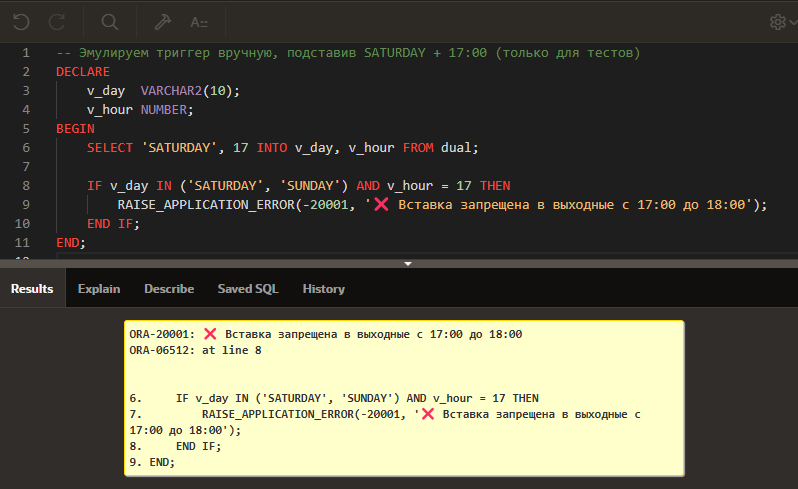 A::
1 -- Эмулируем триггер вручную, подставив SATURDAY + 17:00 (только для тестов)
2 DECLARE
3 v_day VARCHAR2(10);
4 v_hour NUMBER;
5 BEGIN
6 SELECT 'SATURDAY', 17 INTO v_day, v_hour FROM dual;
7
8 IF v_day IN ('SATURDAY', 'SUNDAY') AND v_hour = 17 THEN
9 RAISE_APPLICATION_ERROR(-20001, '❌ Вставка запрещена в выходные с 17:00 до 18:00');
10 END IF;
11 END;
12
Results Explain Describe Saved SQL History
ORA-20001: ❌ Вставка запрещена в выходные с 17:00 до 18:00
ORA-06512: at line 8
6. IF v_day IN ('SATURDAY', 'SUNDAY') AND v_hour = 17 THEN
7. RAISE_APPLICATION_ERROR(-20001, '❌ Вставка запрещена в выходные с
17:00 до 18:00');
8. END IF;
9. END;